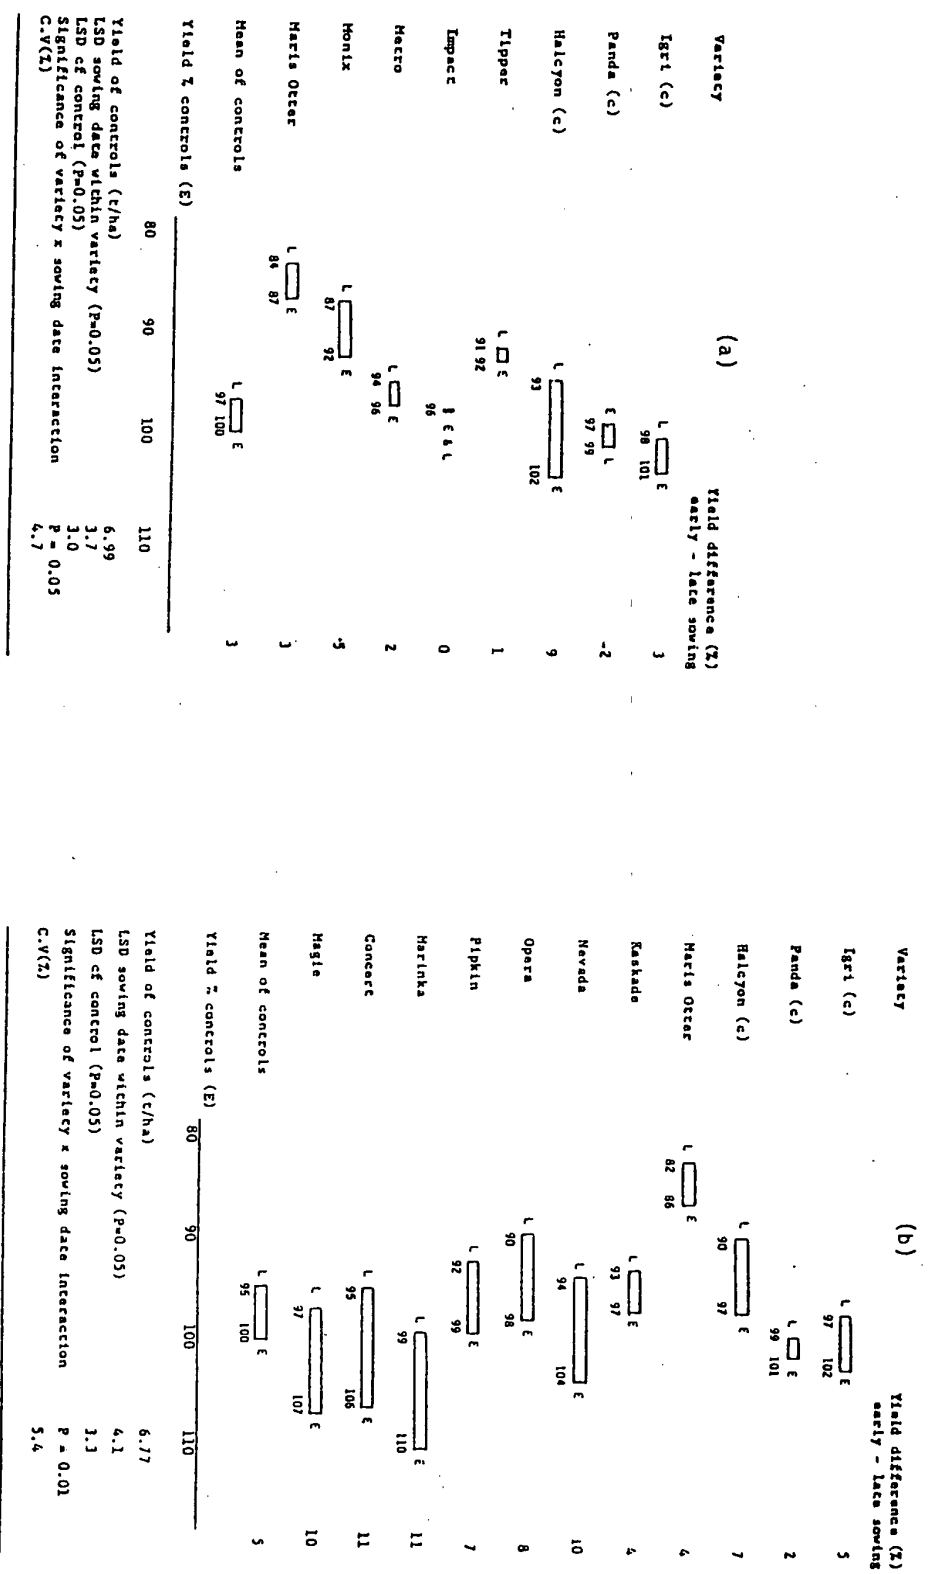 (a)
Variety
Yield difference (%)
early - late sowing
Igri (c) L 98 101 E 3
Panda (c) E 97 99 L -2
Halcyon (c) L 93 102 E 9
Tipper L 91 92 E 1
Impact 96 E & L 0
Metro L 94 96 E 2
Monix L 87 92 E 5
Maris Otter L 84 87 E 3
Mean of controls L 97 100 E 3
Yield % controls (E) 80 90 100 110
Yield of controls (t/ha) 6.99
LSD sowing date within variety (P=0.05) 3.7
LSD cf control (P=0.05) 3.0
Significance of variety x sowing date interaction P = 0.05
C.V(%) 4.7
(b)
Variety
Yield difference (%)
early - late sowing
Igri (c) L 97 102 E 5
Panda (c) L 99 101 E 2
Halcyon (c) L 90 97 E 7
Maris Otter L 82 86 E 4
Kaskade L 93 97 E 4
Nevada L 94 104 E 10
Opera L 90 98 E 8
Pipkin L 92 99 E 7
Marinka L 99 110 E 11
Concert L 95 106 E 11
Magie L 97 107 E 10
Mean of controls L 95 100 E 5
Yield % controls (E) 80 90 100 110
Yield of controls (t/ha) 6.77
LSD sowing date within variety (P=0.05) 4.1
LSD cf control (P=0.05) 3.3
Significance of variety x sowing date interaction P = 0.01
C.V(%) 5.4